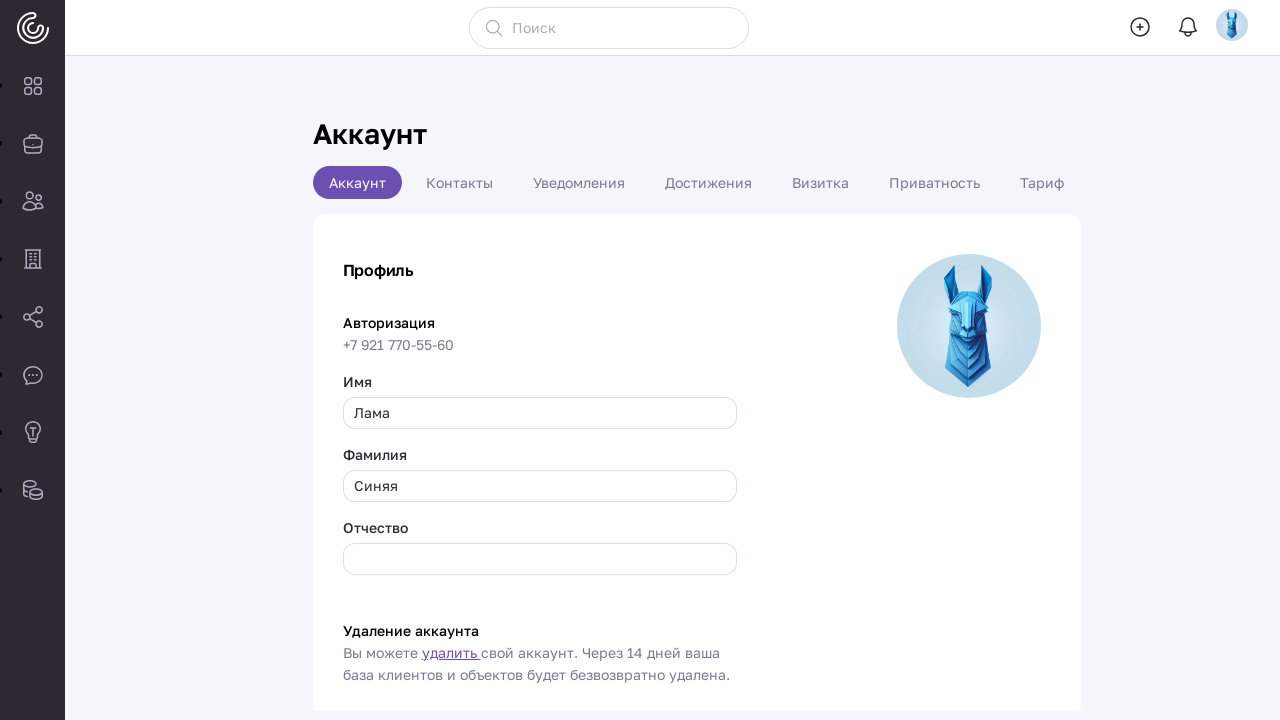 Поиск
Аккаунт
Аккаунт Контакты Уведомления Достижения Визитка Приватность Тариф
Профиль
Авторизация
+7 921 770-55-60
Имя
Лама
Фамилия
Синяя
Отчество
Удаление аккаунта
Вы можете удалить свой аккаунт. Через 14 дней ваша
база клиентов и объектов будет безвозвратно удалена.